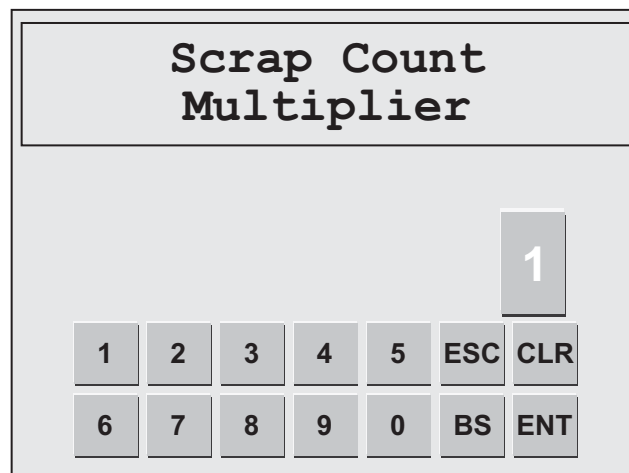 Scrap Count
Multiplier
1
1 2 3 4 5 ESC CLR
6 7 8 9 0 BS ENT